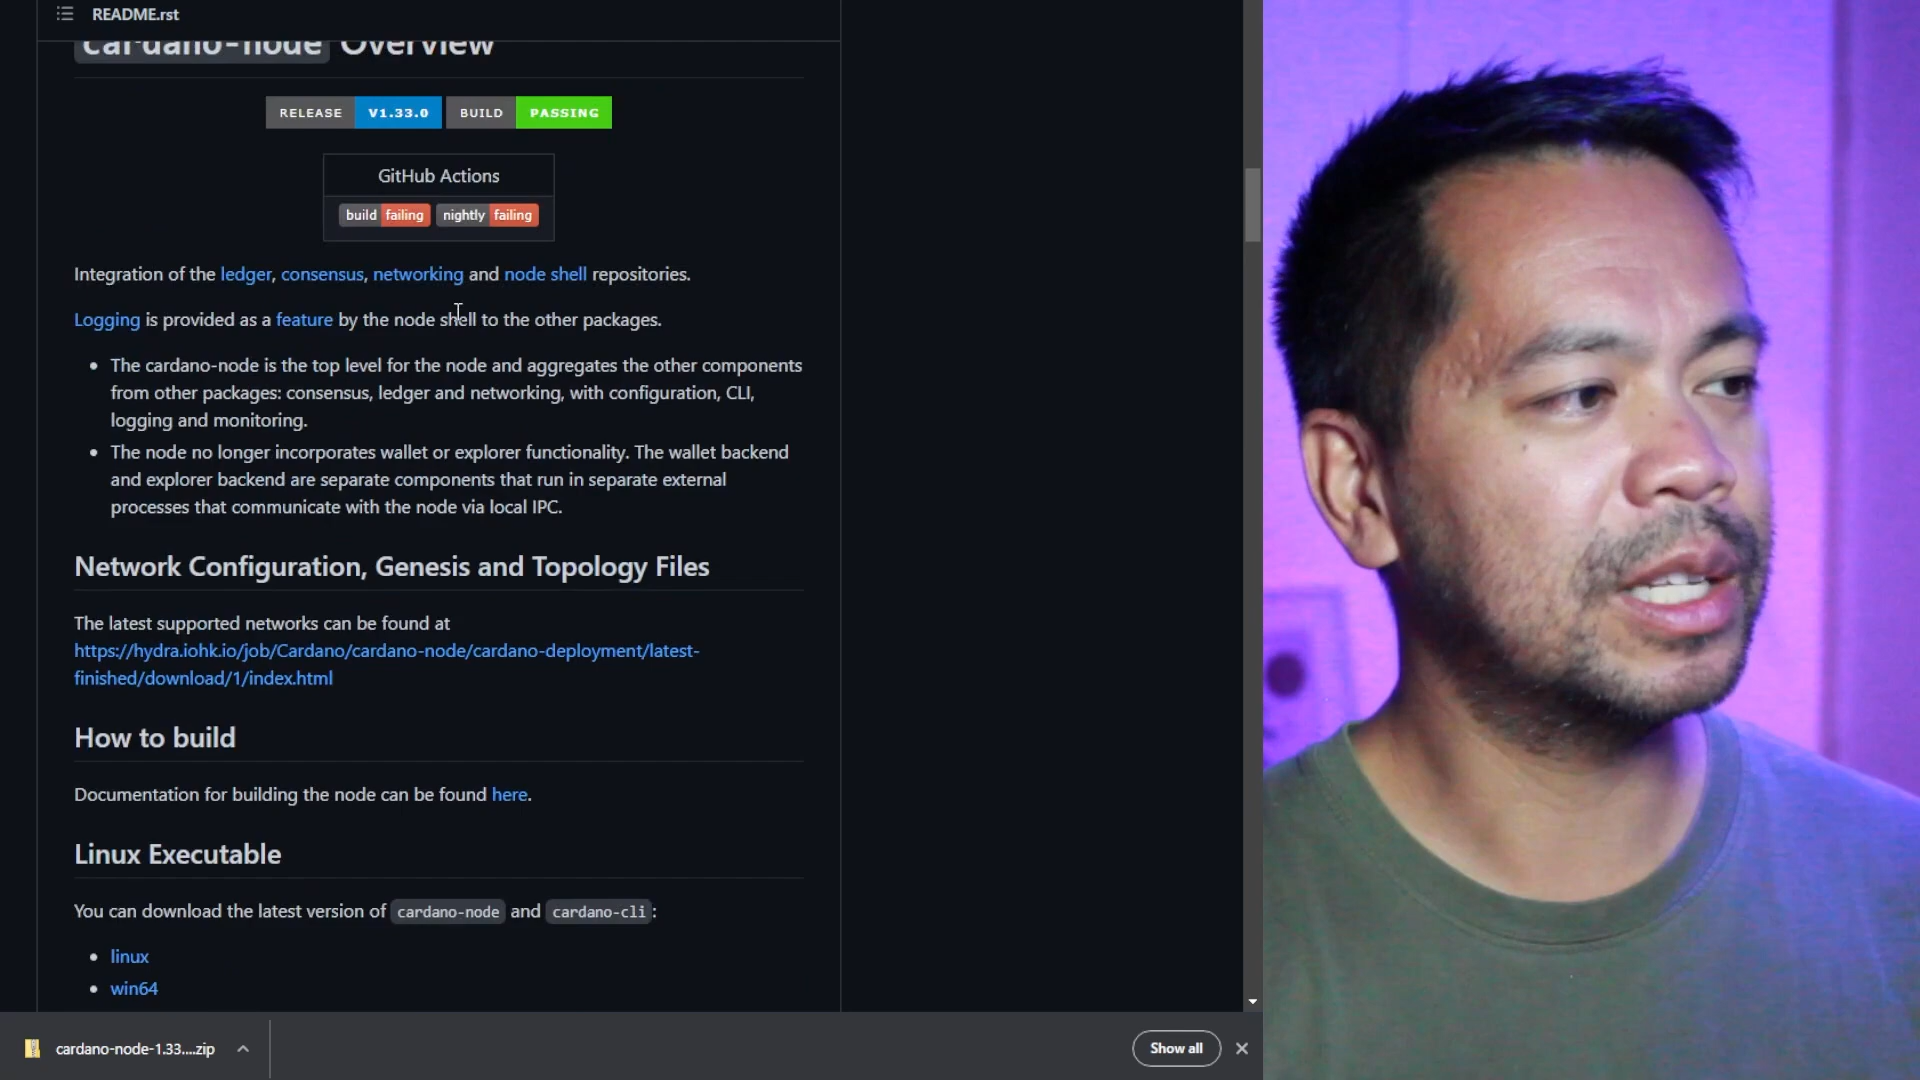 README.rst
cardano-node Overview
RELEASE V1.33.0 BUILD PASSING
GitHub Actions
build failing nightly failing
Integration of the ledger, consensus, networking and node shell repositories.
Logging is provided as a feature by the node shell to the other packages.
The cardano-node is the top level for the node and aggregates the other components
from other packages: consensus, ledger and networking, with configuration, CLI,
logging and monitoring.
The node no longer incorporates wallet or explorer functionality. The wallet backend
and explorer backend are separate components that run in separate external
processes that communicate with the node via local IPC.
Network Configuration, Genesis and Topology Files
The latest supported networks can be found at
https://hydra.iohk.io/job/Cardano/cardano-node/cardano-deployment/latest-
finished/download/1/index.html
How to build
Documentation for building the node can be found here.
Linux Executable
You can download the latest version of cardano-node and cardano-cli:
linux
win64
cardano-node-1.33....zip
Show all